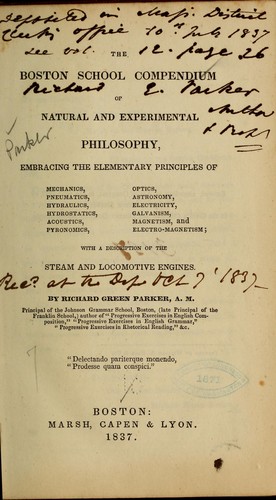 Deposited in Mass. District
Clerk's office 10th July 1837
see vol. 12. page 26
THE
BOSTON SCHOOL COMPENDIUM
Richard G. Parker
Author
OF
NATURAL AND EXPERIMENTAL
Parker
PHILOSOPHY,
EMBRACING THE ELEMENTARY PRINCIPLES OF
MECHANICS, OPTICS,
PNEUMATICS, ASTRONOMY,
HYDRAULICS, ELECTRICITY,
HYDROSTATICS, GALVANISM,
ACOUSTICS, MAGNETISM, and
PYRONOMICS, ELECTRO-MAGNETISM;
WITH A DESCRIPTION OF THE
STEAM AND LOCOMOTIVE ENGINES.
Rec'd at the Dep Oct 7' 1837
BY RICHARD GREEN PARKER, A. M.
Principal of the Johnson Grammar School, Boston, (late Principal of the
Franklin School,) author of "Progressive Exercises in English Com-
position," "Progressive Exercises in English Grammar,"
"Progressive Exercises in Rhetorical Reading," &c.
"Delectando pariterque monendo,
"Prodesse quam conspici."
BOSTON:
MARSH, CAPEN & LYON.
1837.